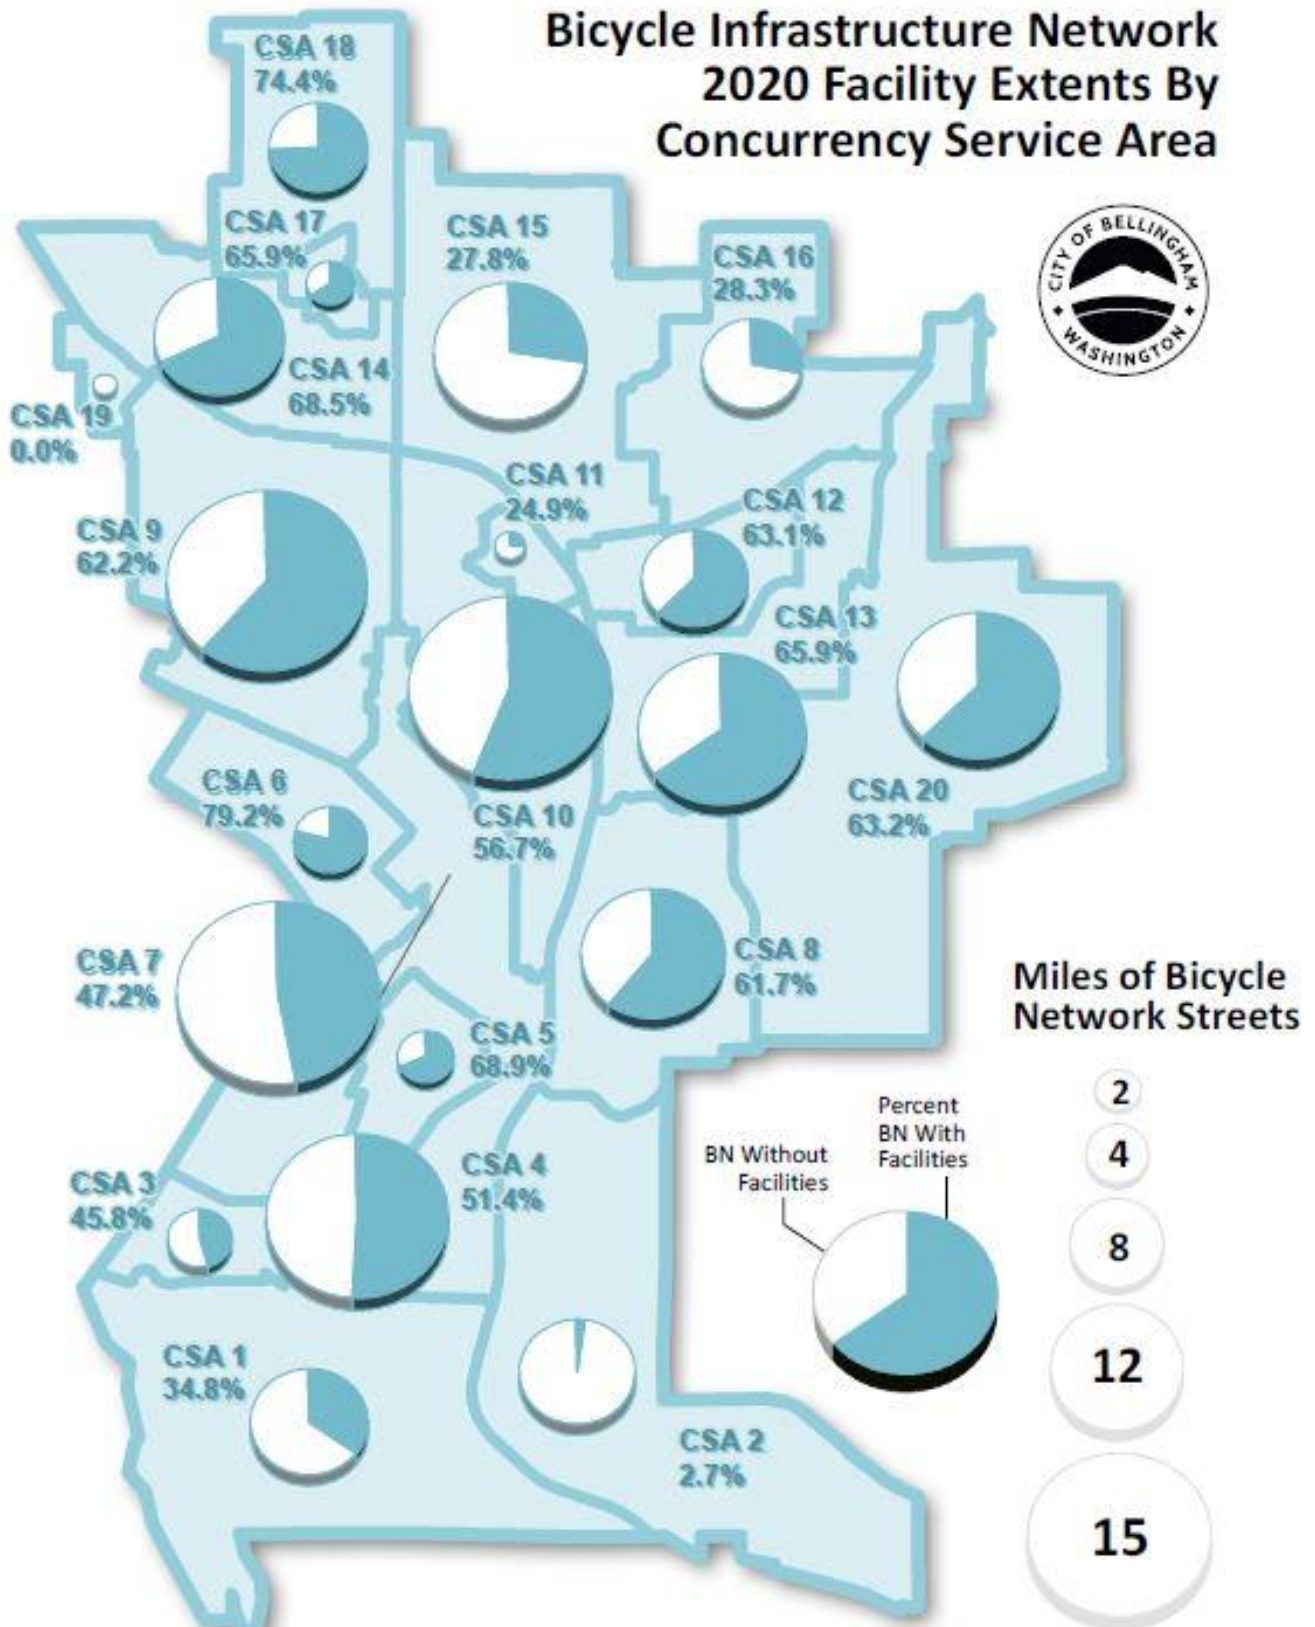 Bicycle Infrastructure Network
2020 Facility Extents By
Concurrency Service Area
CITY OF BELLINGHAM
WASHINGTON
CSA 18
74.4%
CSA 17
65.9%
CSA 15
27.8%
CSA 16
28.3%
CSA 14
68.5%
CSA 19
0.0%
CSA 11
24.9%
CSA 12
63.1%
CSA 9
62.2%
CSA 13
65.9%
CSA 6
79.2%
CSA 10
56.7%
CSA 20
63.2%
CSA 7
47.2%
CSA 8
61.7%
CSA 5
68.9%
CSA 3
45.8%
CSA 4
51.4%
CSA 1
34.8%
CSA 2
2.7%
Miles of Bicycle
Network Streets
2
4
8
12
15
Percent
BN With
Facilities
BN Without
Facilities